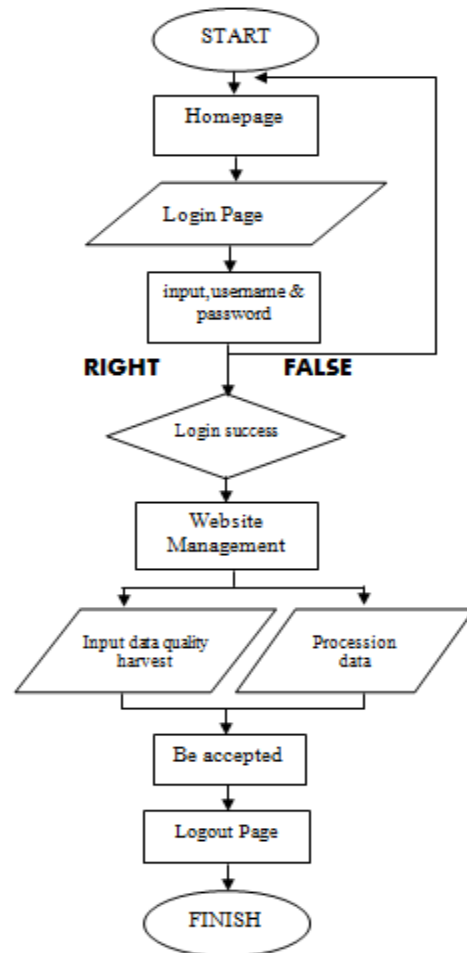 START
Homepage
Login Page
input,username &
password
RIGHT FALSE
Login success
Website
Management
Input data quality
harvest
Procession
data
Be accepted
Logout Page
FINISH